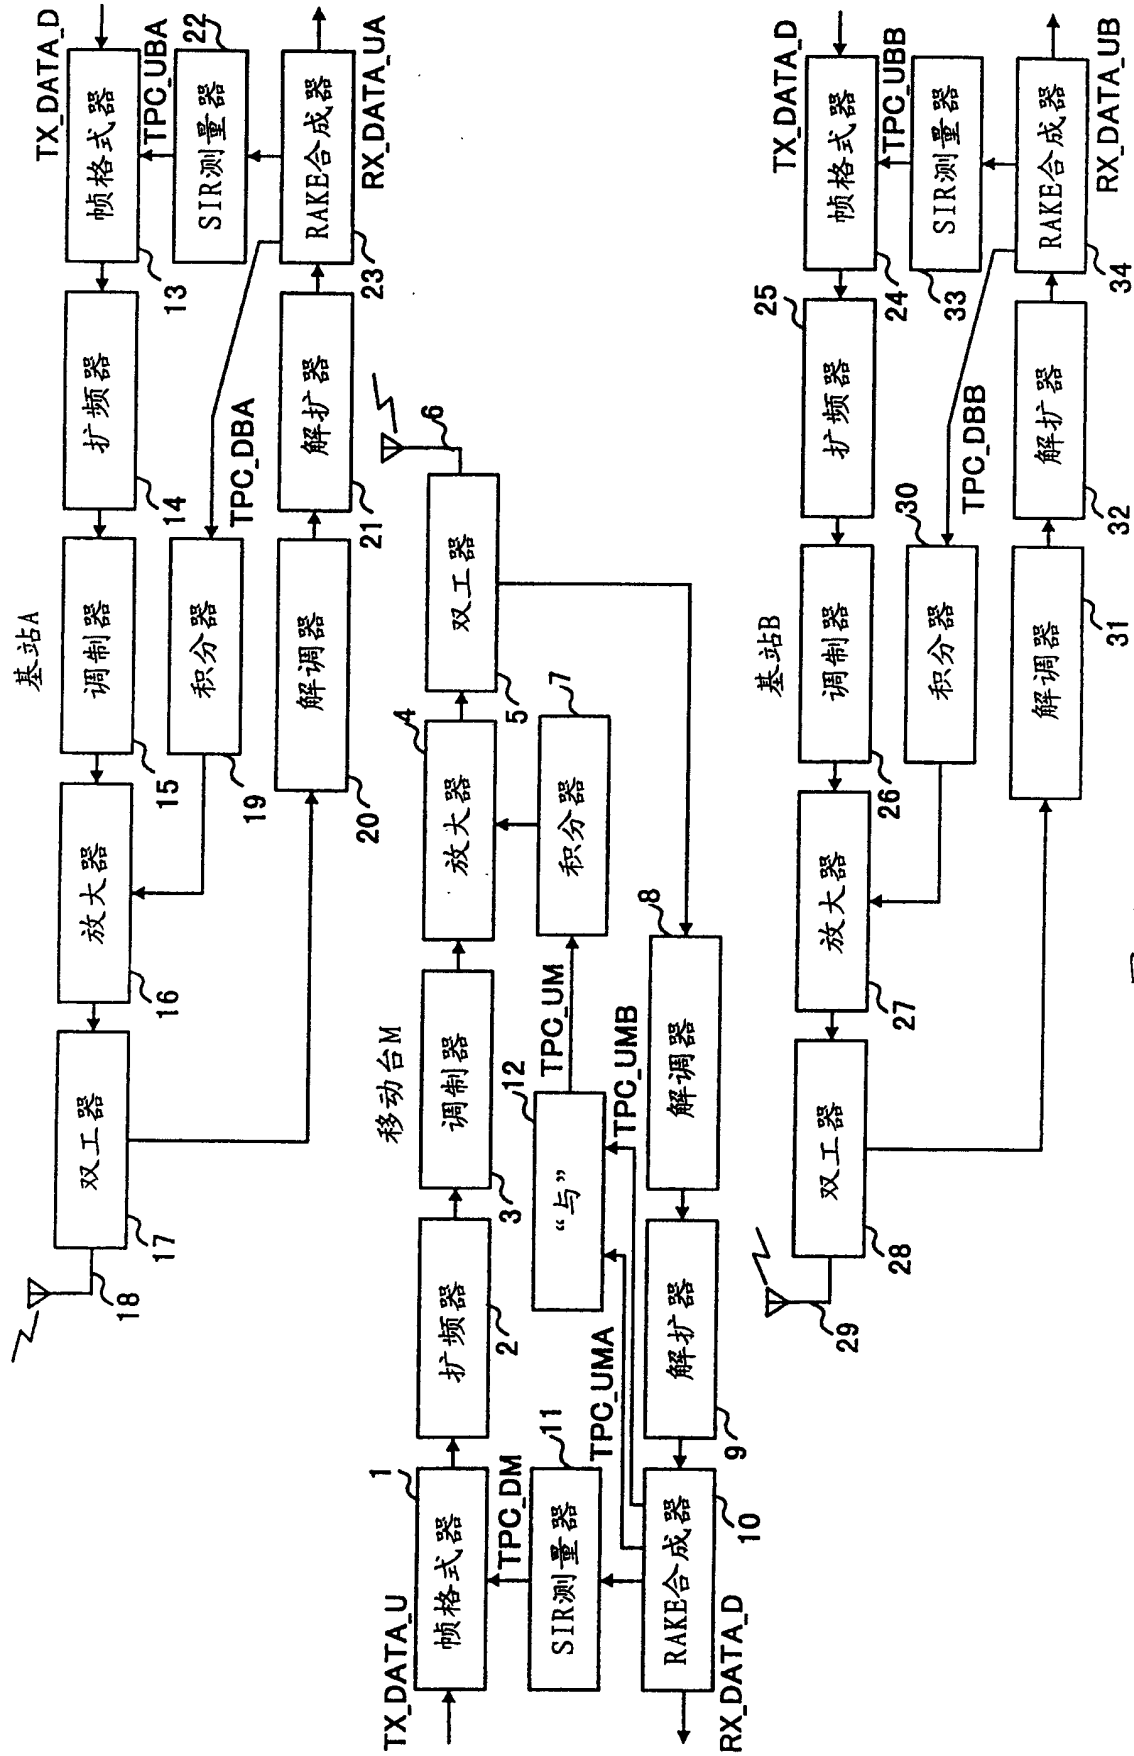 基站A
TX_DATA_D
帧格式器
13
扩频器
14
调制器
15
放大器
16
双工器
17
18
TPC_UBA
SIR测量器
22
积分器
19
TPC_DBA
RAKE合成器
23
RX_DATA_UA
解扩器
21
解调器
20
移动台M
TX_DATA_U
帧格式器
1
扩频器
2
调制器
3
放大器
4
双工器
5
6
TPC_DM
SIR测量器
11
“与”
12
TPC_UM
积分器
7
TPC_UMA
TPC_UMB
RX_DATA_D
RAKE合成器
10
解扩器
9
解调器
8
基站B
TX_DATA_D
帧格式器
24
扩频器
25
调制器
26
放大器
27
双工器
28
29
TPC_UBB
SIR测量器
33
积分器
30
TPC_DBB
RAKE合成器
34
RX_DATA_UB
解扩器
32
解调器
31